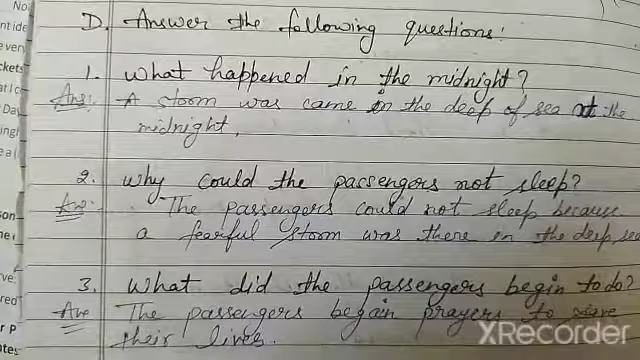 D. Answer the following questions:
1. What happened in the midnight?
Ans: A storm was came in the deep of sea at the
midnight,
2. Why could the passengers not sleep?
Ans. The passengers could not sleep because
a fearful storm was there in the deep sea
3. What did the passengers begin to do?
Ans The passengers began prayers to save
their lives.
XRecorder